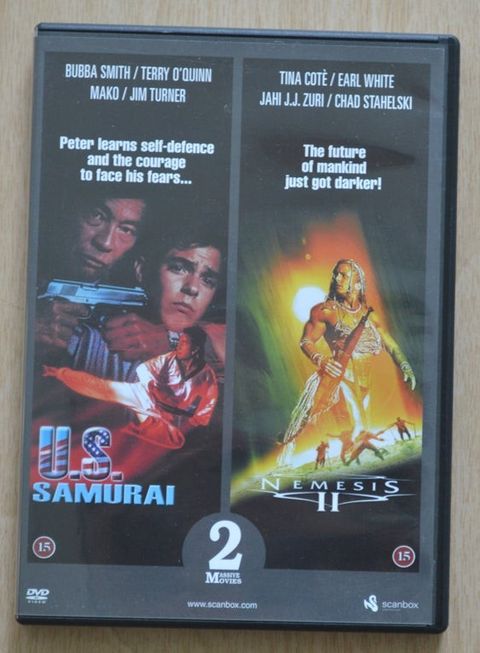 BUBBA SMITH / TERRY O'QUINN
MAKO / JIM TURNER
Peter learns self-defence
and the courage
to face his fears...
U.S.
SAMURAI
15
TINA COTÈ / EARL WHITE
JAHI J.J. ZURI / CHAD STAHELSKI
The future
of mankind
just got darker!
NEMESIS
II
15
2
MASSIVE
MOVIES
DVD
VIDEO
www.scanbox.com
scanbox